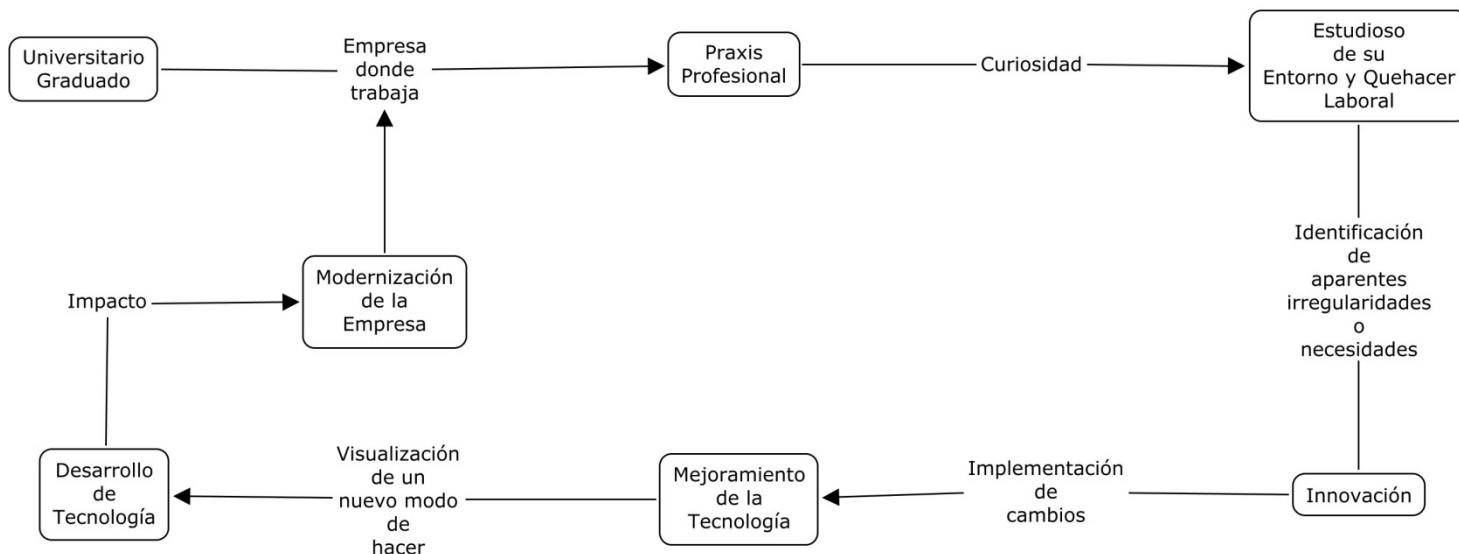 Universitario
Graduado
Empresa
donde
trabaja
Praxis
Profesional
Curiosidad
Estudioso
de su
Entorno y Quehacer
Laboral
Identificación
de
aparentes
irregularidades
o
necesidades
Innovación
Implementación
de
cambios
Mejoramiento
de la
Tecnología
Visualización
de un
nuevo modo
de
hacer
Desarrollo
de
Tecnología
Impacto
Modernización
de la
Empresa